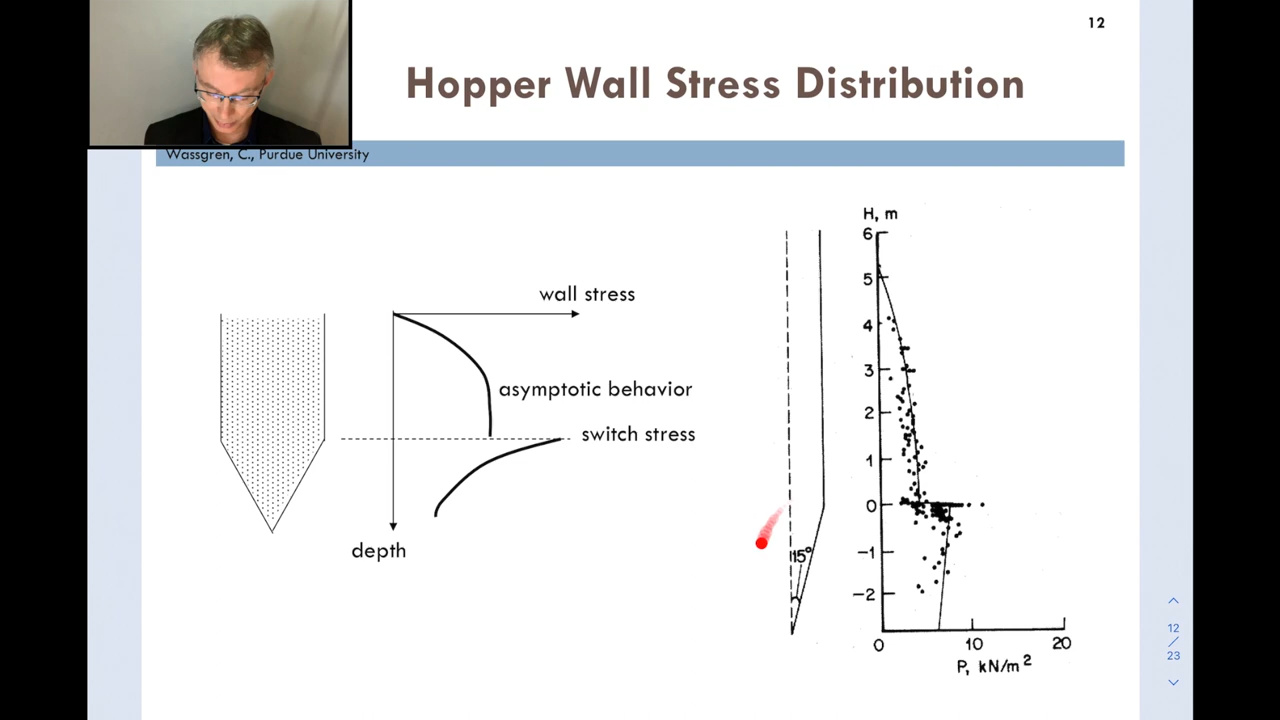 12
Hopper Wall Stress Distribution
Wassgren, C., Purdue University
wall stress
asymptotic behavior
switch stress
depth
15°
H, m
6
5
4
3
2
1
0
-1
-2
0 10 20
P, kN/m²
12
/
23